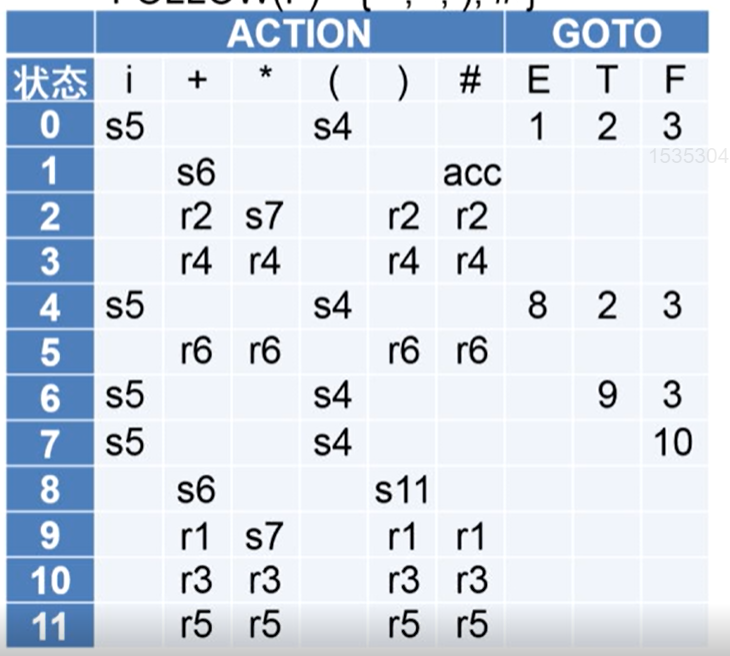 ACTION GOTO
状态 i + * ( ) # E T F
0 s5 s4 1 2 3
1535304
1 s6 acc
2 r2 s7 r2 r2
3 r4 r4 r4 r4
4 s5 s4 8 2 3
5 r6 r6 r6 r6
6 s5 s4 9 3
7 s5 s4 10
8 s6 s11
9 r1 s7 r1 r1
10 r3 r3 r3 r3
11 r5 r5 r5 r5